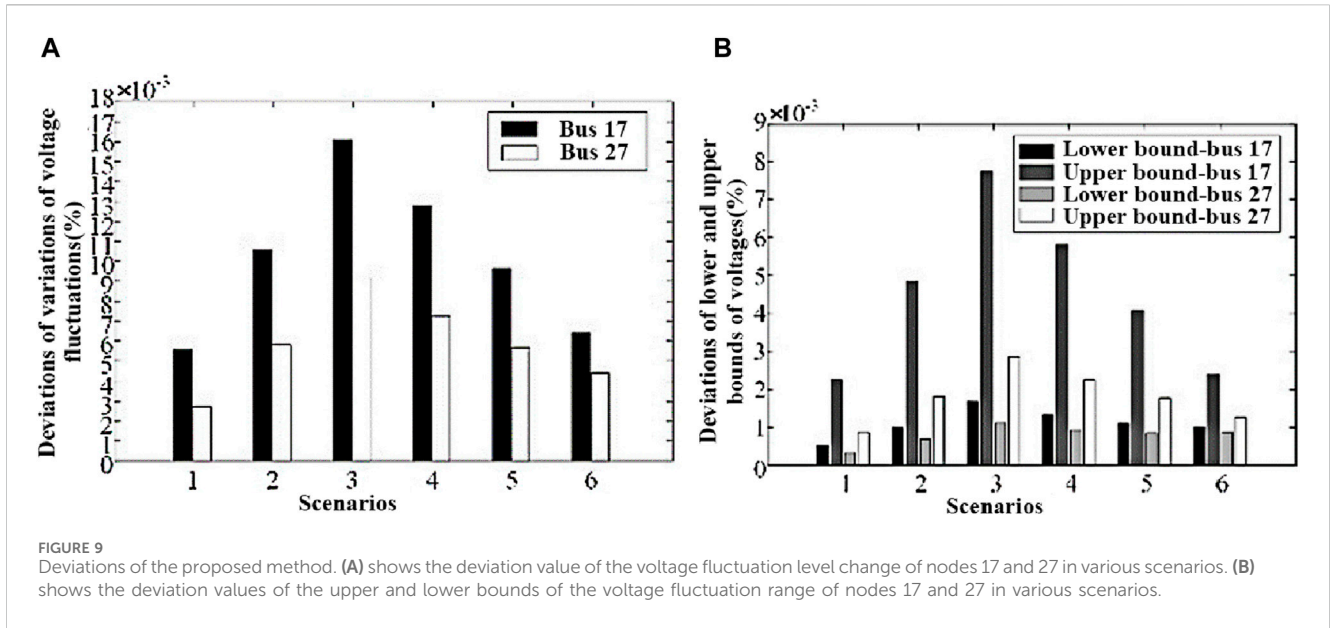 A
18 ×10⁻³
17
16
15
14
13
12
11
10
9
8
7
6
5
4
3
2
1
0
Deviations of variations of voltage
fluctuations(%)
Bus 17
Bus 27
1 2 3 4 5 6
Scenarios
B
9 ×10⁻³
8
7
6
5
4
3
2
1
0
Deviations of lower and upper
bounds of voltages(%)
Lower bound-bus 17
Upper bound-bus 17
Lower bound-bus 27
Upper bound-bus 27
1 2 3 4 5 6
Scenarios
FIGURE 9
Deviations of the proposed method. (A) shows the deviation value of the voltage fluctuation level change of nodes 17 and 27 in various scenarios. (B)
shows the deviation values of the upper and lower bounds of the voltage fluctuation range of nodes 17 and 27 in various scenarios.